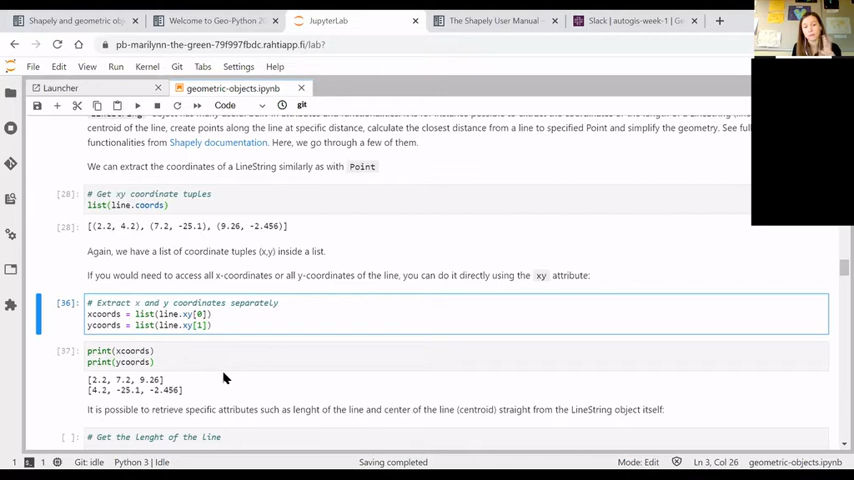 Shapely and geometric obj
Welcome to Geo-Python 20
JupyterLab
The Shapely User Manual —
Slack | autogis-week-1 | Ge
pb-marilynn-the-green-79f997fbdc.rahtiapp.fi/lab?
File Edit View Run Kernel Git Tabs Settings Help
Launcher
geometric-objects.ipynb
Code
git
centroid of the line, create points along the line at specific distance, calculate the closest distance from a line to specified Point and simplify the geometry. See full
functionalities from Shapely documentation. Here, we go through a few of them.
We can extract the coordinates of a LineString similarly as with Point
[28]: # Get xy coordinate tuples
list(line.coords)
[28]: [(2.2, 4.2), (7.2, -25.1), (9.26, -2.456)]
Again, we have a list of coordinate tuples (x,y) inside a list.
If you would need to access all x-coordinates or all y-coordinates of the line, you can do it directly using the xy attribute:
[36]: # Extract x and y coordinates separately
xcoords = list(line.xy[0])
ycoords = list(line.xy[1])
[37]: print(xcoords)
print(ycoords)
[2.2, 7.2, 9.26]
[4.2, -25.1, -2.456]
It is possible to retrieve specific attributes such as lenght of the line and center of the line (centroid) straight from the LineString object itself:
[ ]: # Get the lenght of the line
1 1 Git: idle Python 3 | Idle Saving completed Mode: Edit Ln 3, Col 26 geometric-objects.ipynb